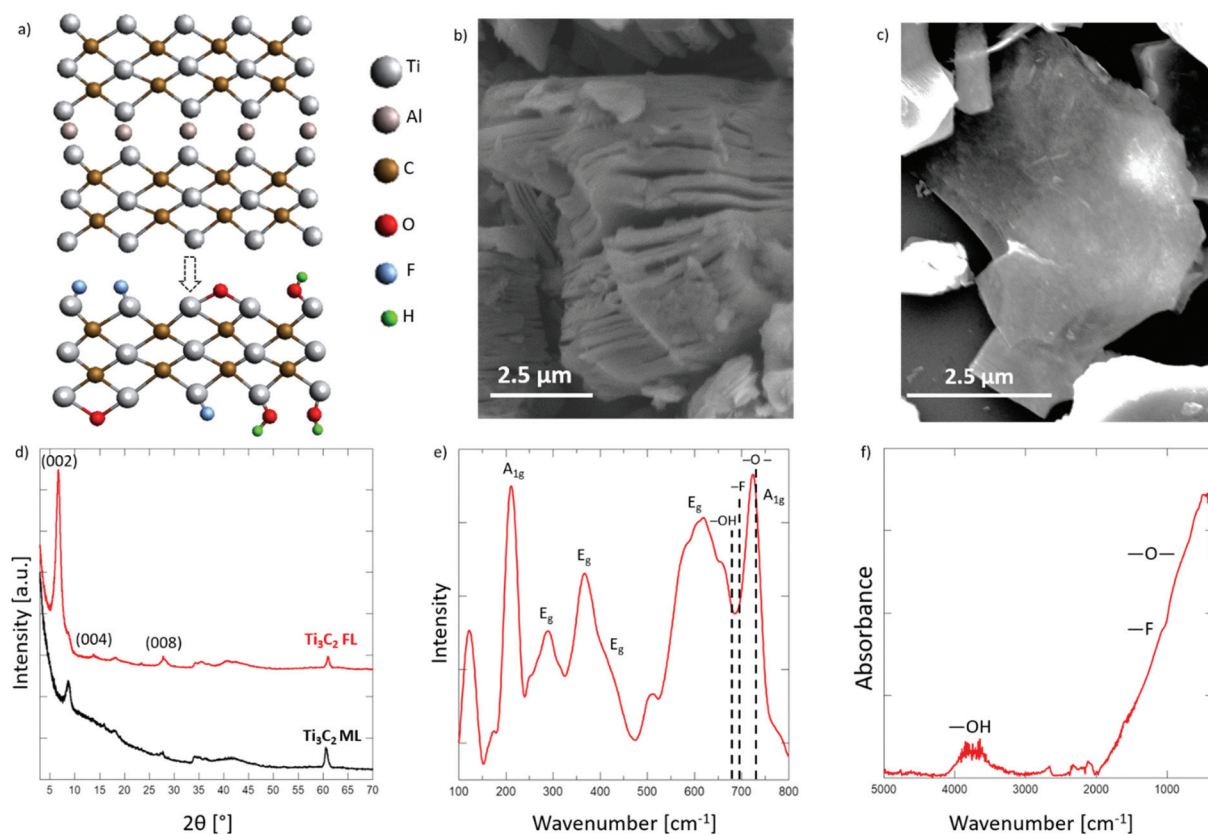 a)
Ti
Al
C
O
F
H
b)
2.5 µm
c)
2.5 µm
d)
(002)
(004)
(008)
Ti₃C₂ FL
Ti₃C₂ ML
Intensity [a.u.]
5 10 15 20 25 30 35 40 45 50 55 60 65 70
2θ [°]
e)
A₁g
Eg
Eg
Eg
Eg
–OH
–F
–O–
A₁g
Intensity
100 200 300 400 500 600 700 800
Wavenumber [cm⁻¹]
f)
—O—
—F
—OH
Absorbance
5000 4000 3000 2000 1000
Wavenumber [cm⁻¹]